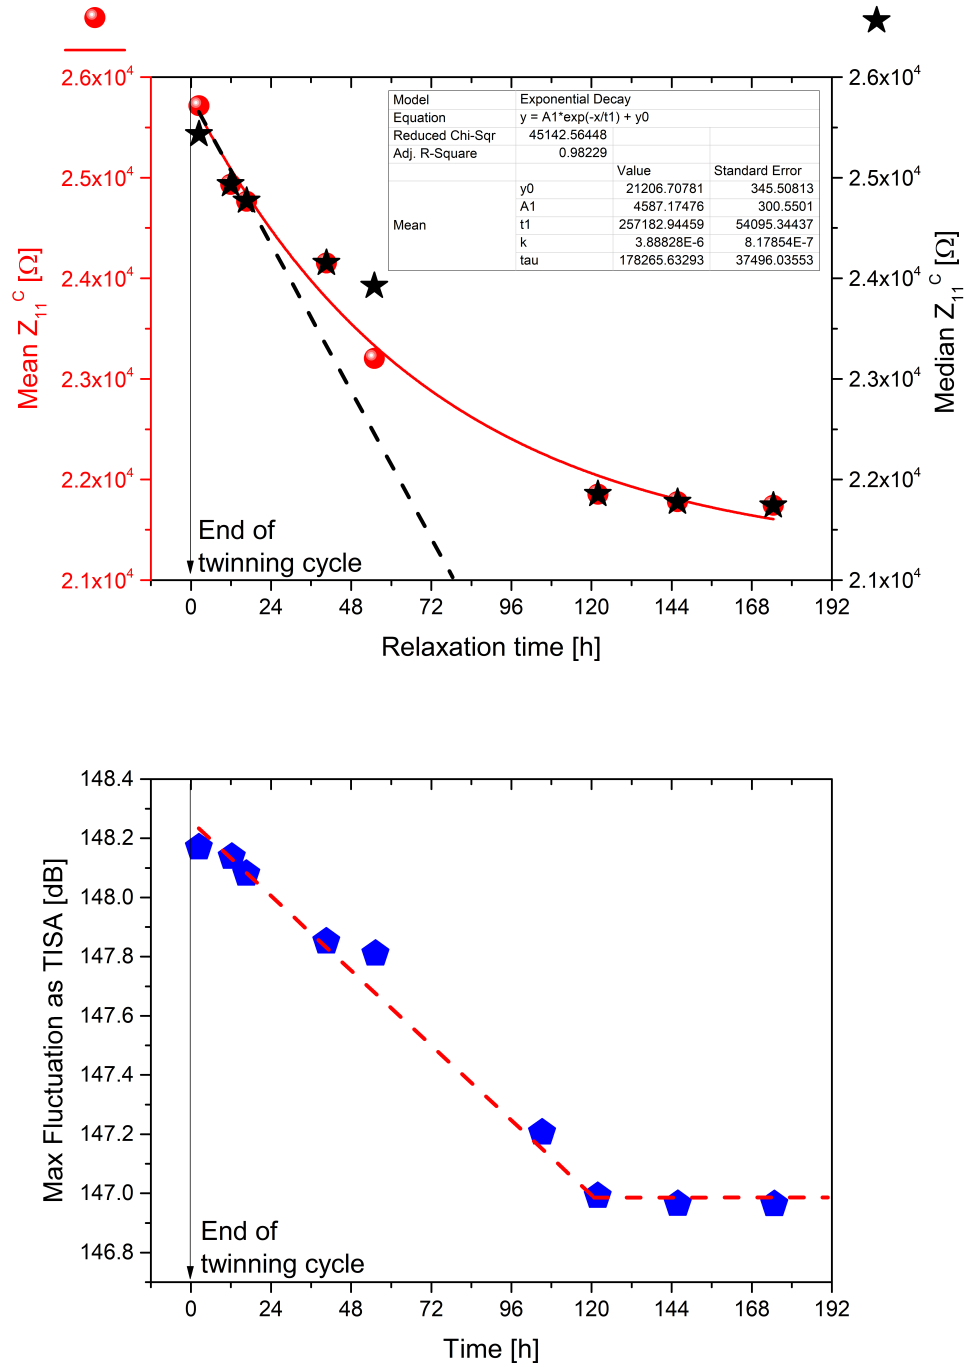 2.6x10⁴
2.5x10⁴
2.4x10⁴
2.3x10⁴
2.2x10⁴
2.1x10⁴
Mean Z₁₁ᶜ [Ω]
Model Exponential Decay
Equation y = A1*exp(-x/t1) + y0
Reduced Chi-Sqr 45142.56448
Adj. R-Square 0.98229
Value Standard Error
Mean
y0 21206.70781 345.50813
A1 4587.17476 300.5501
t1 257182.94459 54095.34437
k 3.88828E-6 8.17854E-7
tau 178265.63293 37496.03553
2.6x10⁴
2.5x10⁴
2.4x10⁴
2.3x10⁴
2.2x10⁴
2.1x10⁴
Median Z₁₁ᶜ [Ω]
End of
twinning cycle
0 24 48 72 96 120 144 168 192
Relaxation time [h]
148.4
148.2
148.0
147.8
147.6
147.4
147.2
147.0
146.8
Max Fluctuation as TISA [dB]
End of
twinning cycle
0 24 48 72 96 120 144 168 192
Time [h]